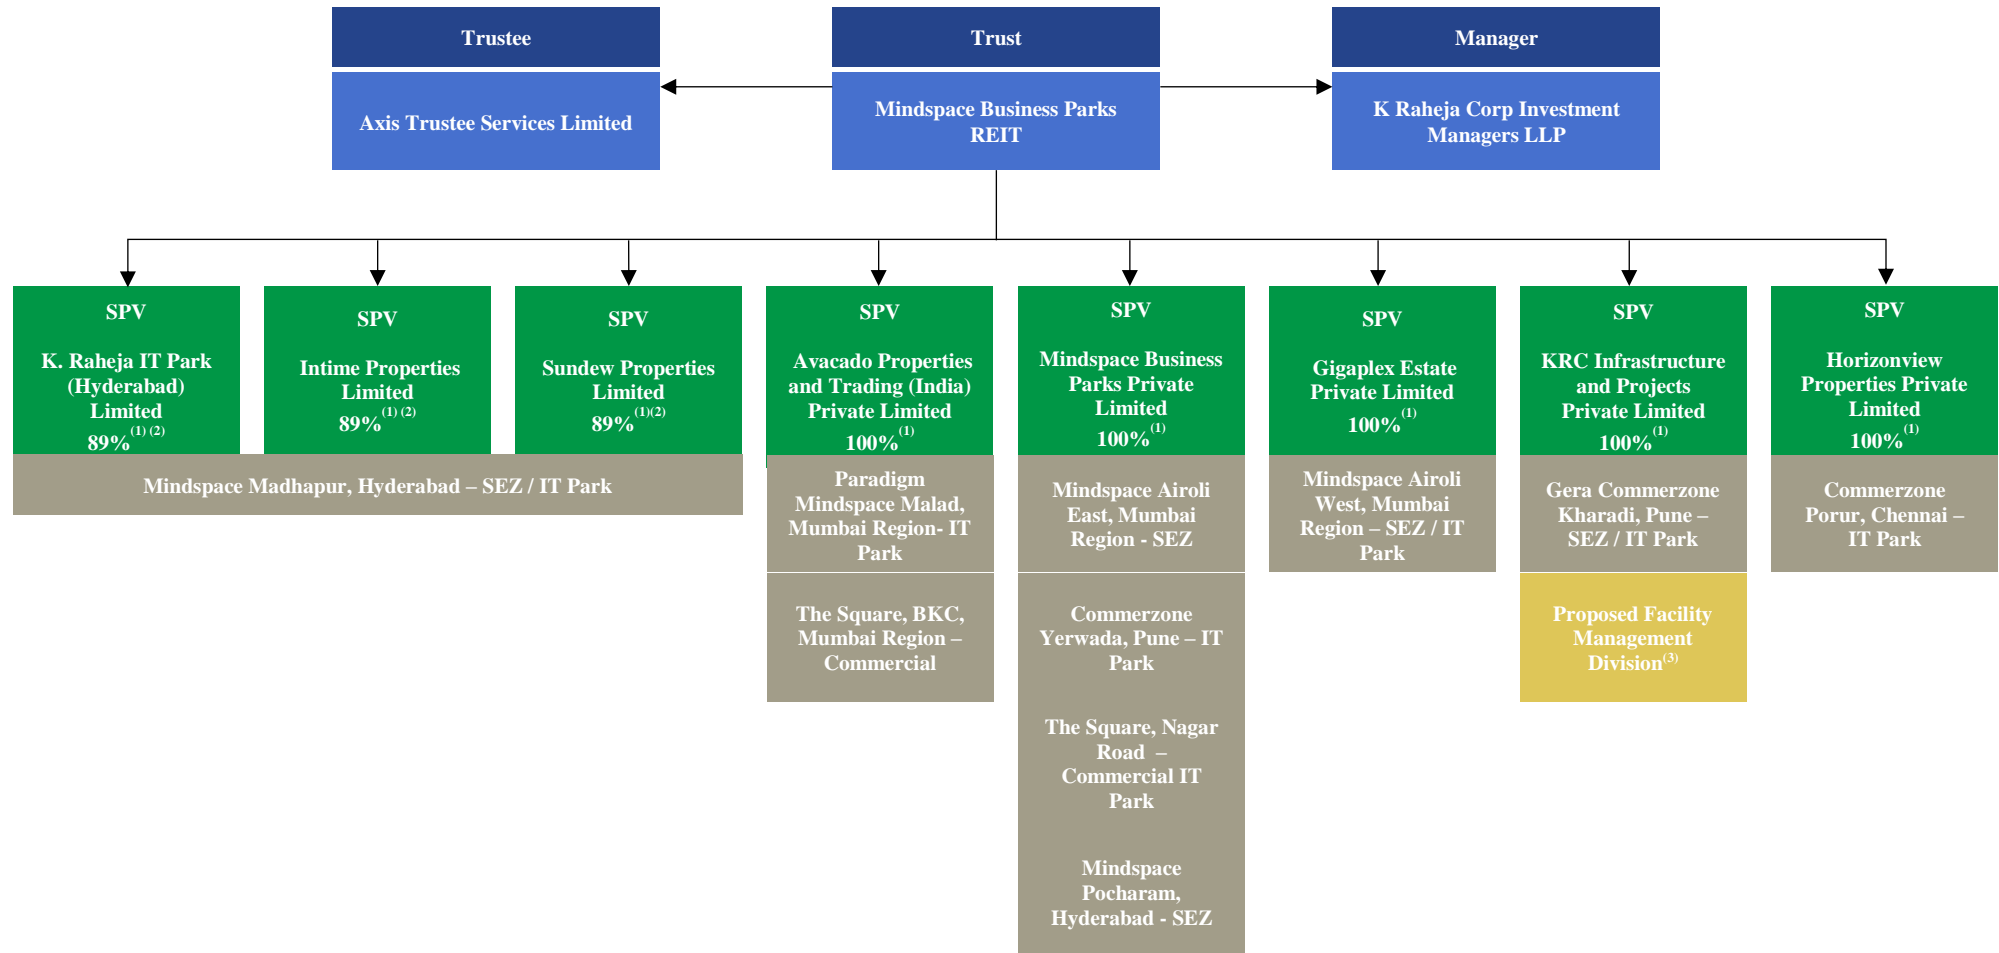 Trustee
Trust
Manager
Axis Trustee Services Limited
Mindspace Business Parks
REIT
K Raheja Corp Investment
Managers LLP
SPV
K. Raheja IT Park
(Hyderabad)
Limited
89%(1) (2)
SPV
Intime Properties
Limited
89%(1) (2)
SPV
Sundew Properties
Limited
89%(1)(2)
SPV
Avacado Properties
and Trading (India)
Private Limited
100%(1)
SPV
Mindspace Business
Parks Private
Limited
100%(1)
SPV
Gigaplex Estate
Private Limited
100%(1)
SPV
KRC Infrastructure
and Projects
Private Limited
100%(1)
SPV
Horizonview
Properties Private
Limited
100%(1)
Mindspace Madhapur, Hyderabad – SEZ / IT Park
Paradigm
Mindspace Malad,
Mumbai Region- IT
Park
Mindspace Airoli
East, Mumbai
Region - SEZ
Mindspace Airoli
West, Mumbai
Region – SEZ / IT
Park
Gera Commerzone
Kharadi, Pune –
SEZ / IT Park
Commerzone
Porur, Chennai –
IT Park
The Square, BKC,
Mumbai Region –
Commercial
Commerzone
Yerwada, Pune – IT
Park
Proposed Facility
Management
Division(3)
The Square, Nagar
Road –
Commercial IT
Park
Mindspace
Pocharam,
Hyderabad - SEZ